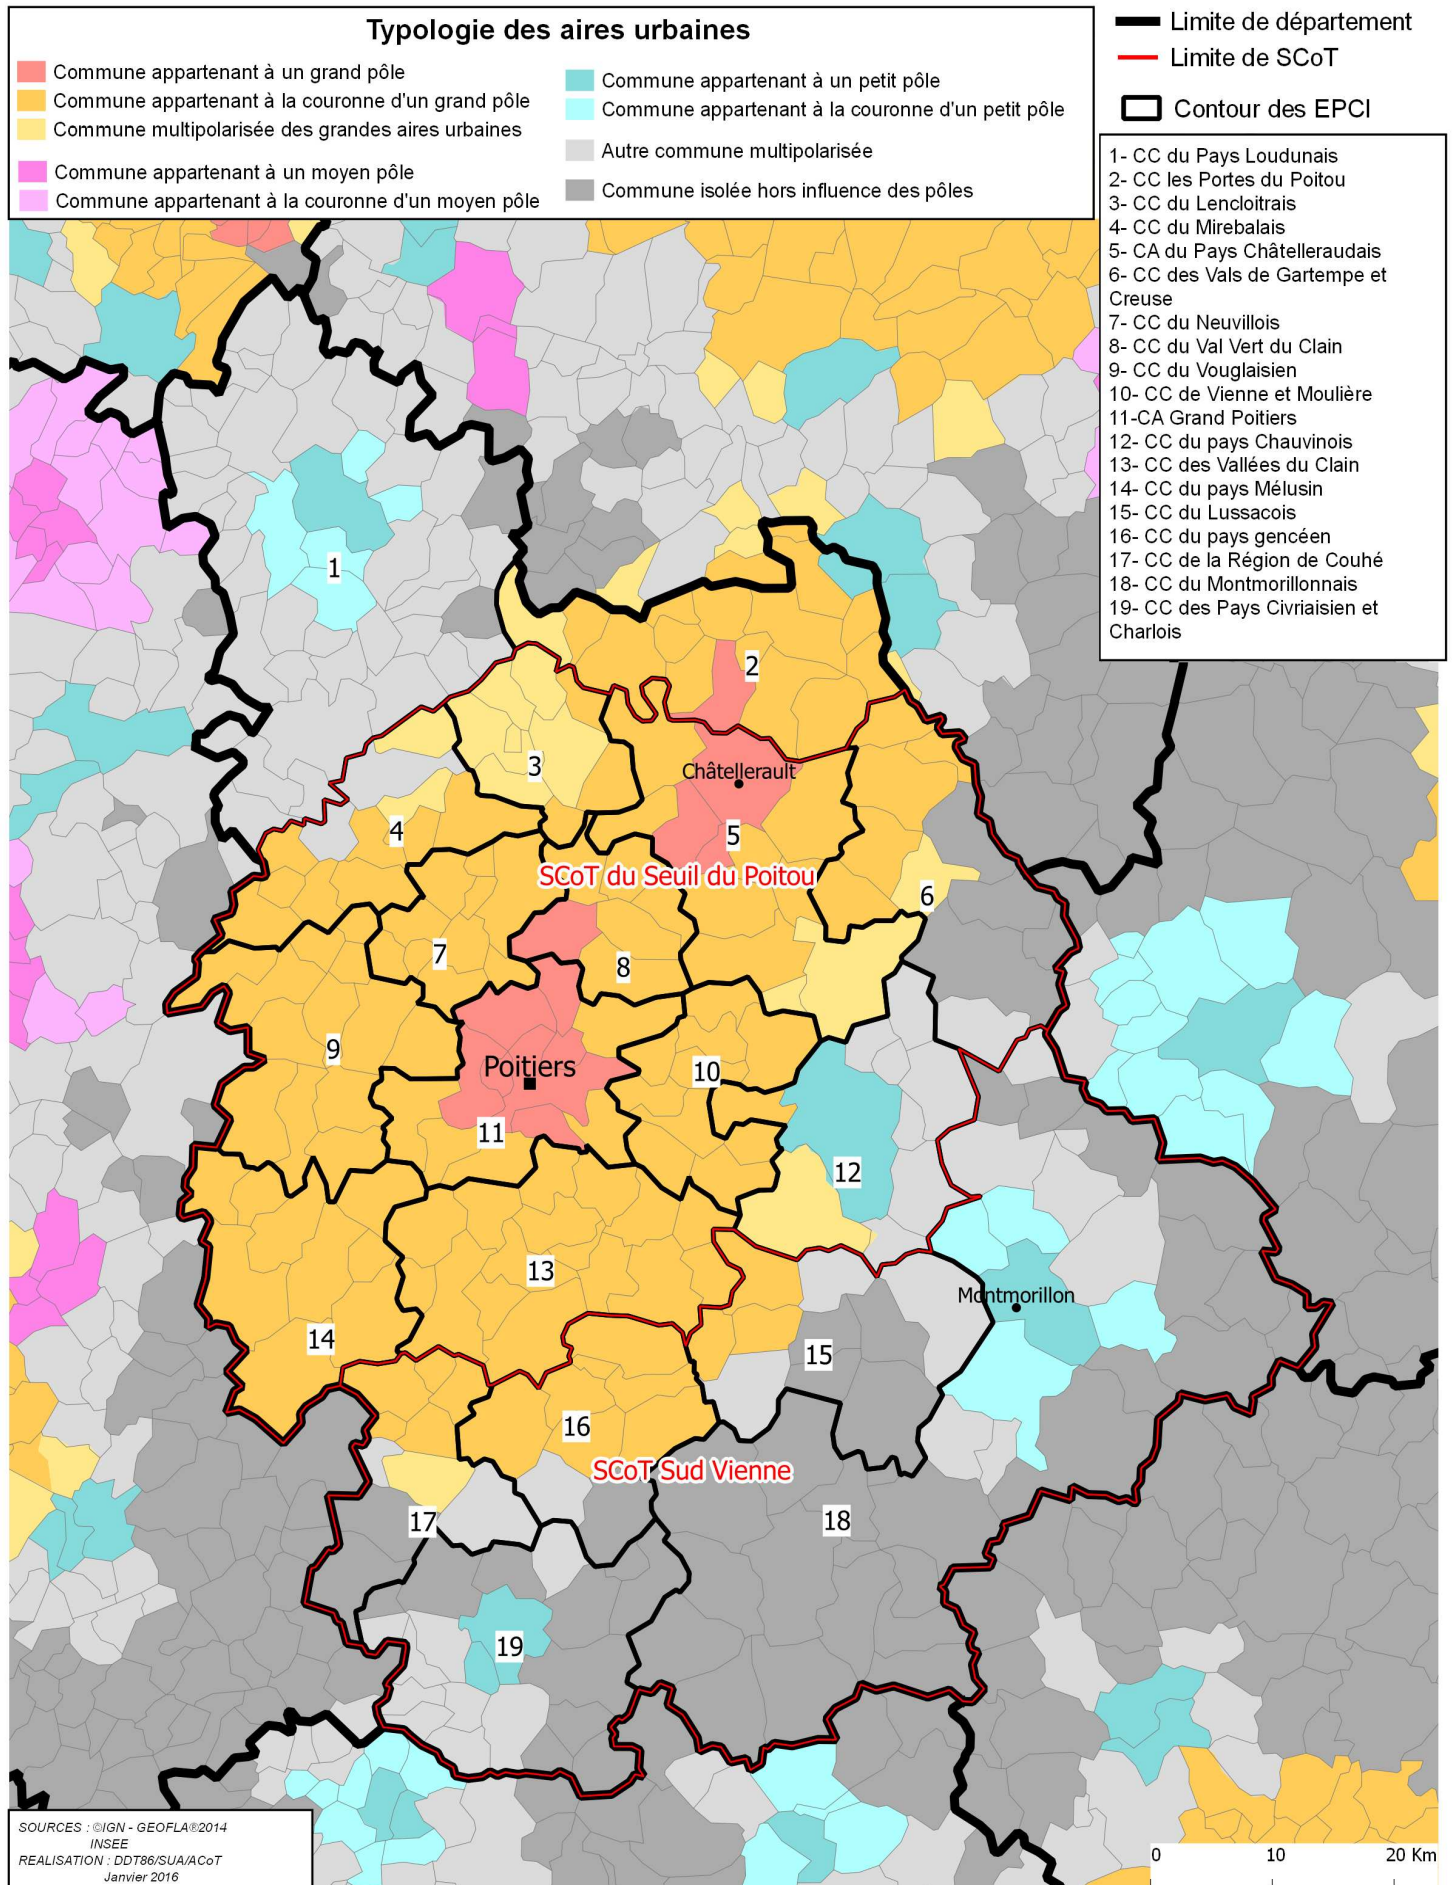 Typologie des aires urbaines
Commune appartenant à un grand pôle
Commune appartenant à la couronne d'un grand pôle
Commune multipolarisée des grandes aires urbaines
Commune appartenant à un moyen pôle
Commune appartenant à la couronne d'un moyen pôle
Commune appartenant à un petit pôle
Commune appartenant à la couronne d'un petit pôle
Autre commune multipolarisée
Commune isolée hors influence des pôles
Limite de département
Limite de SCoT
Contour des EPCI
1- CC du Pays Loudunais
2- CC les Portes du Poitou
3- CC du Lencloitrais
4- CC du Mirebalais
5- CA du Pays Châtelleraudais
6- CC des Vals de Gartempe et
Creuse
7- CC du Neuvillois
8- CC du Val Vert du Clain
9- CC du Vouglaisien
10- CC de Vienne et Moulière
11-CA Grand Poitiers
12- CC du pays Chauvinois
13- CC des Vallées du Clain
14- CC du pays Mélusin
15- CC du Lussacois
16- CC du pays gencéen
17- CC de la Région de Couhé
18- CC du Montmorillonnais
19- CC des Pays Civriaisien et
Charlois
1
2
3
Châtellerault
4
5
SCoT du Seuil du Poitou
6
7
8
9
Poitiers
10
11
12
13
Montmorillon
14
15
16
SCoT Sud Vienne
17
18
19
SOURCES : ©IGN - GEOFLA®2014
INSEE
REALISATION : DDT86/SUA/ACoT
Janvier 2016
0 10 20 Km